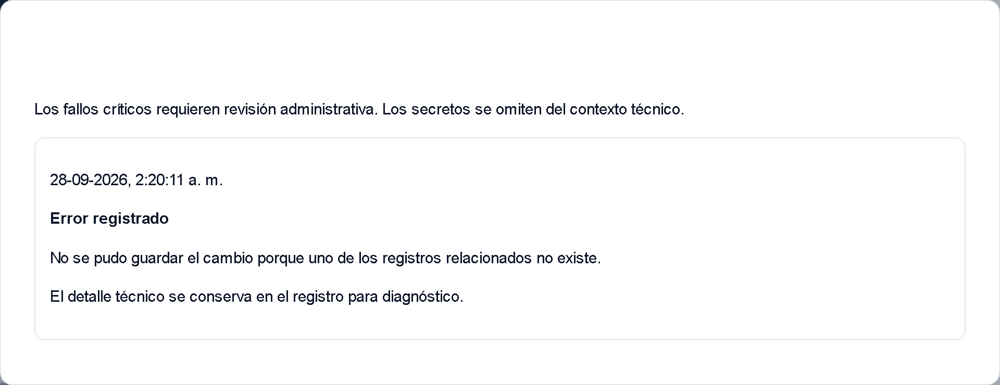 Los fallos críticos requieren revisión administrativa. Los secretos se omiten del contexto técnico.
28-09-2026, 2:20:11 a. m.
Error registrado
No se pudo guardar el cambio porque uno de los registros relacionados no existe.
El detalle técnico se conserva en el registro para diagnóstico.